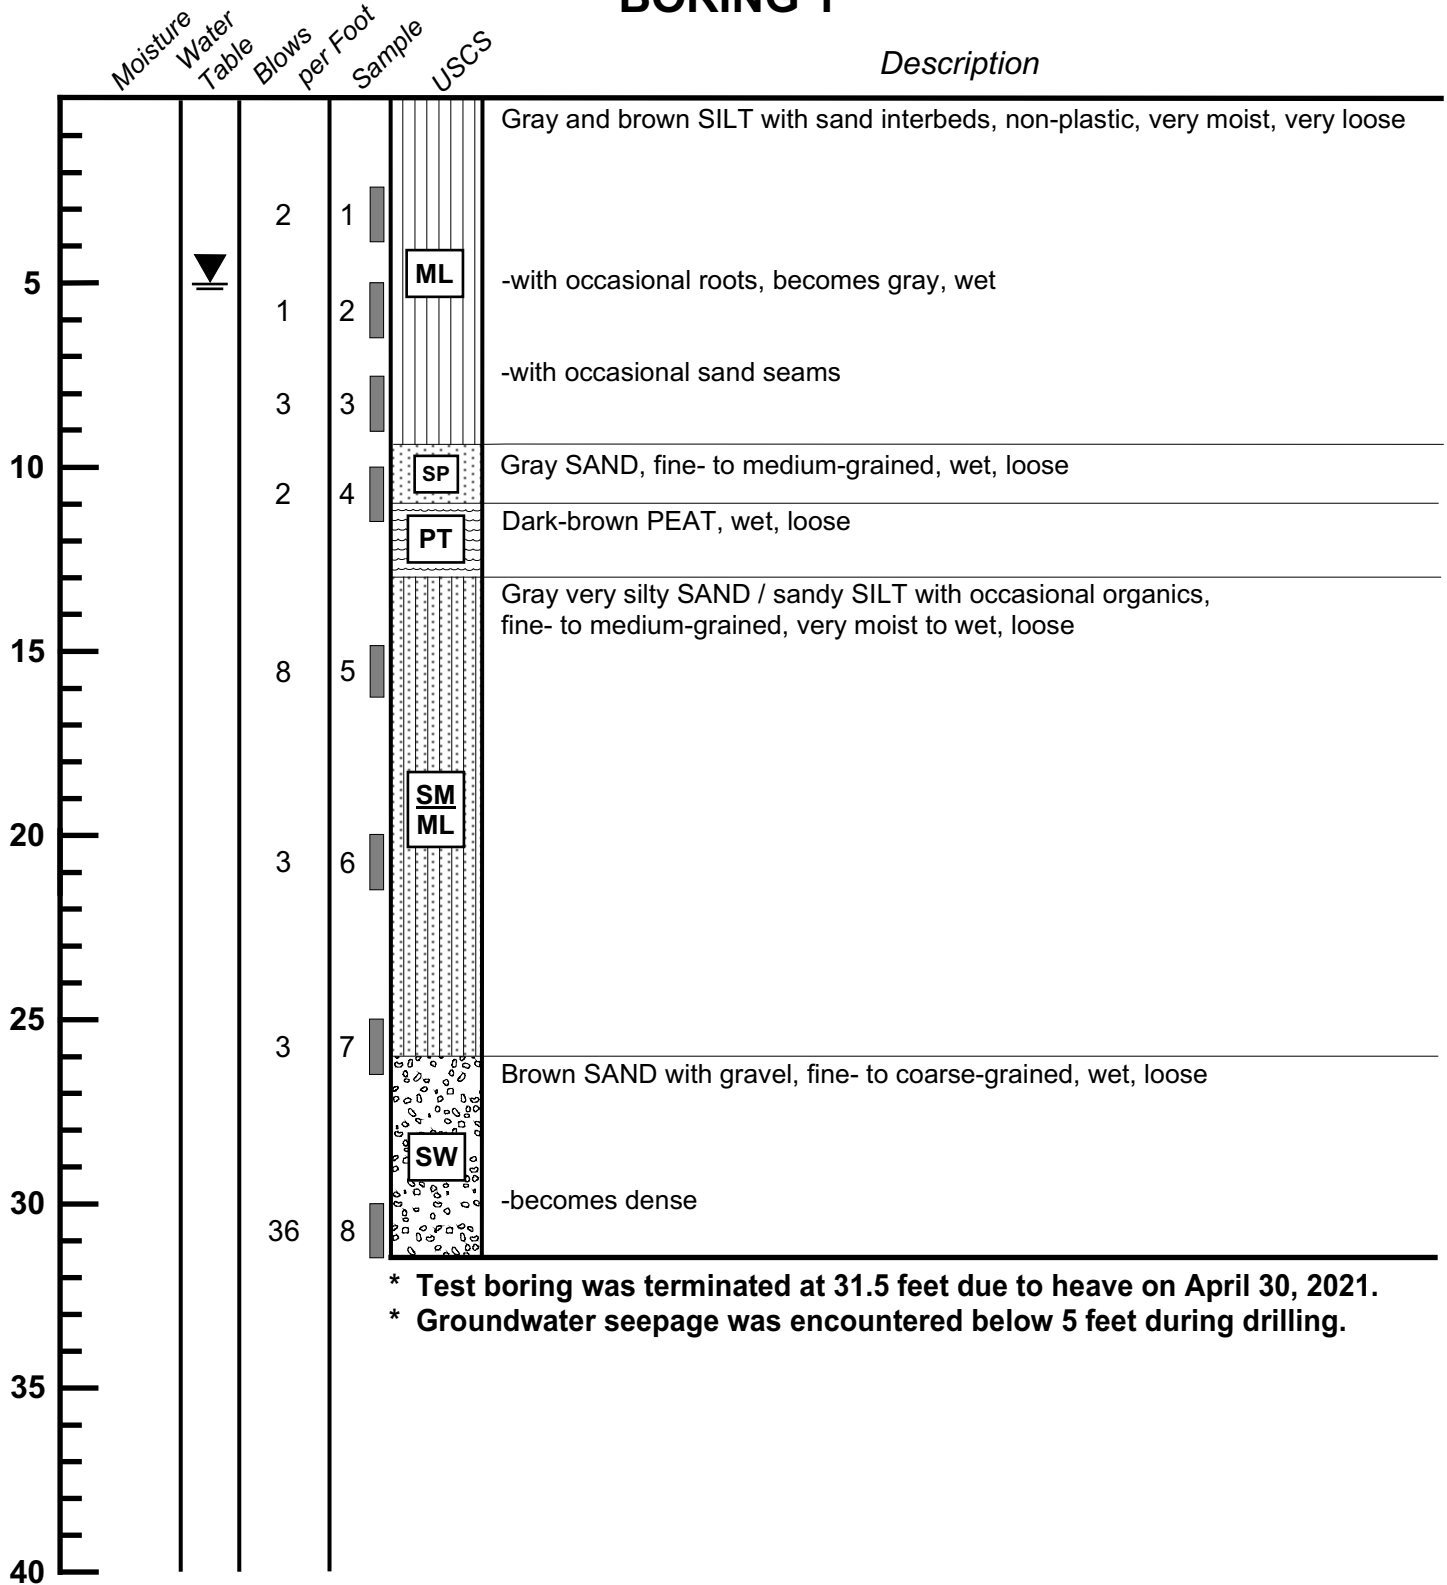 BORING 1
Moisture
Water
Table
Blows
per Foot
Sample
USCS
Description
Gray and brown SILT with sand interbeds, non-plastic, very moist, very loose
2 1
5 ML -with occasional roots, becomes gray, wet
1 2
-with occasional sand seams
3 3
10 SP Gray SAND, fine- to medium-grained, wet, loose
2 4
PT Dark-brown PEAT, wet, loose
Gray very silty SAND / sandy SILT with occasional organics,
fine- to medium-grained, very moist to wet, loose
15
8 5
SM
ML
20
3 6
25
3 7
Brown SAND with gravel, fine- to coarse-grained, wet, loose
SW
30 -becomes dense
36 8
* Test boring was terminated at 31.5 feet due to heave on April 30, 2021.
* Groundwater seepage was encountered below 5 feet during drilling.
35
40